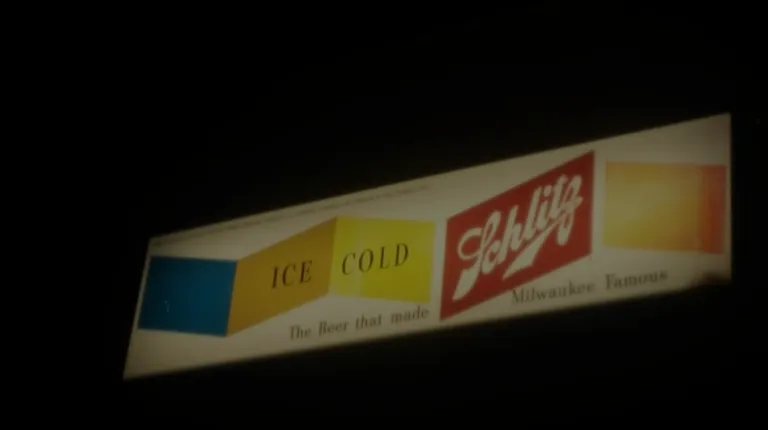 ICE COLD
Schlitz
The Beer that made Milwaukee Famous